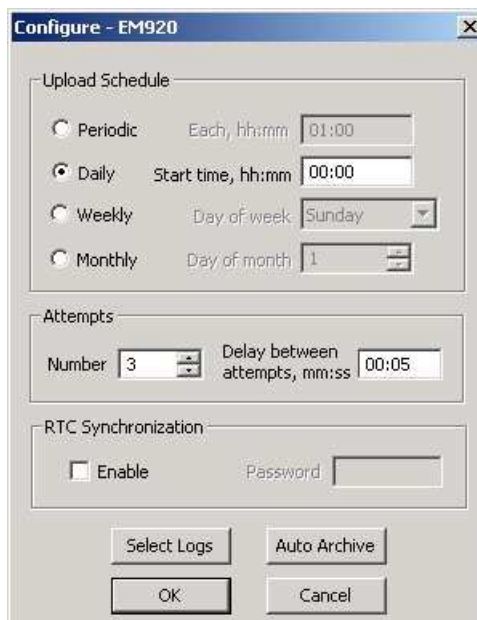 Configure - EM920
Upload Schedule
Periodic Each, hh:mm 01:00
Daily Start time, hh:mm 00:00
Weekly Day of week Sunday
Monthly Day of month 1
Attempts
Number 3 Delay between attempts, mm:ss 00:05
RTC Synchronization
Enable Password
Select Logs Auto Archive
OK Cancel